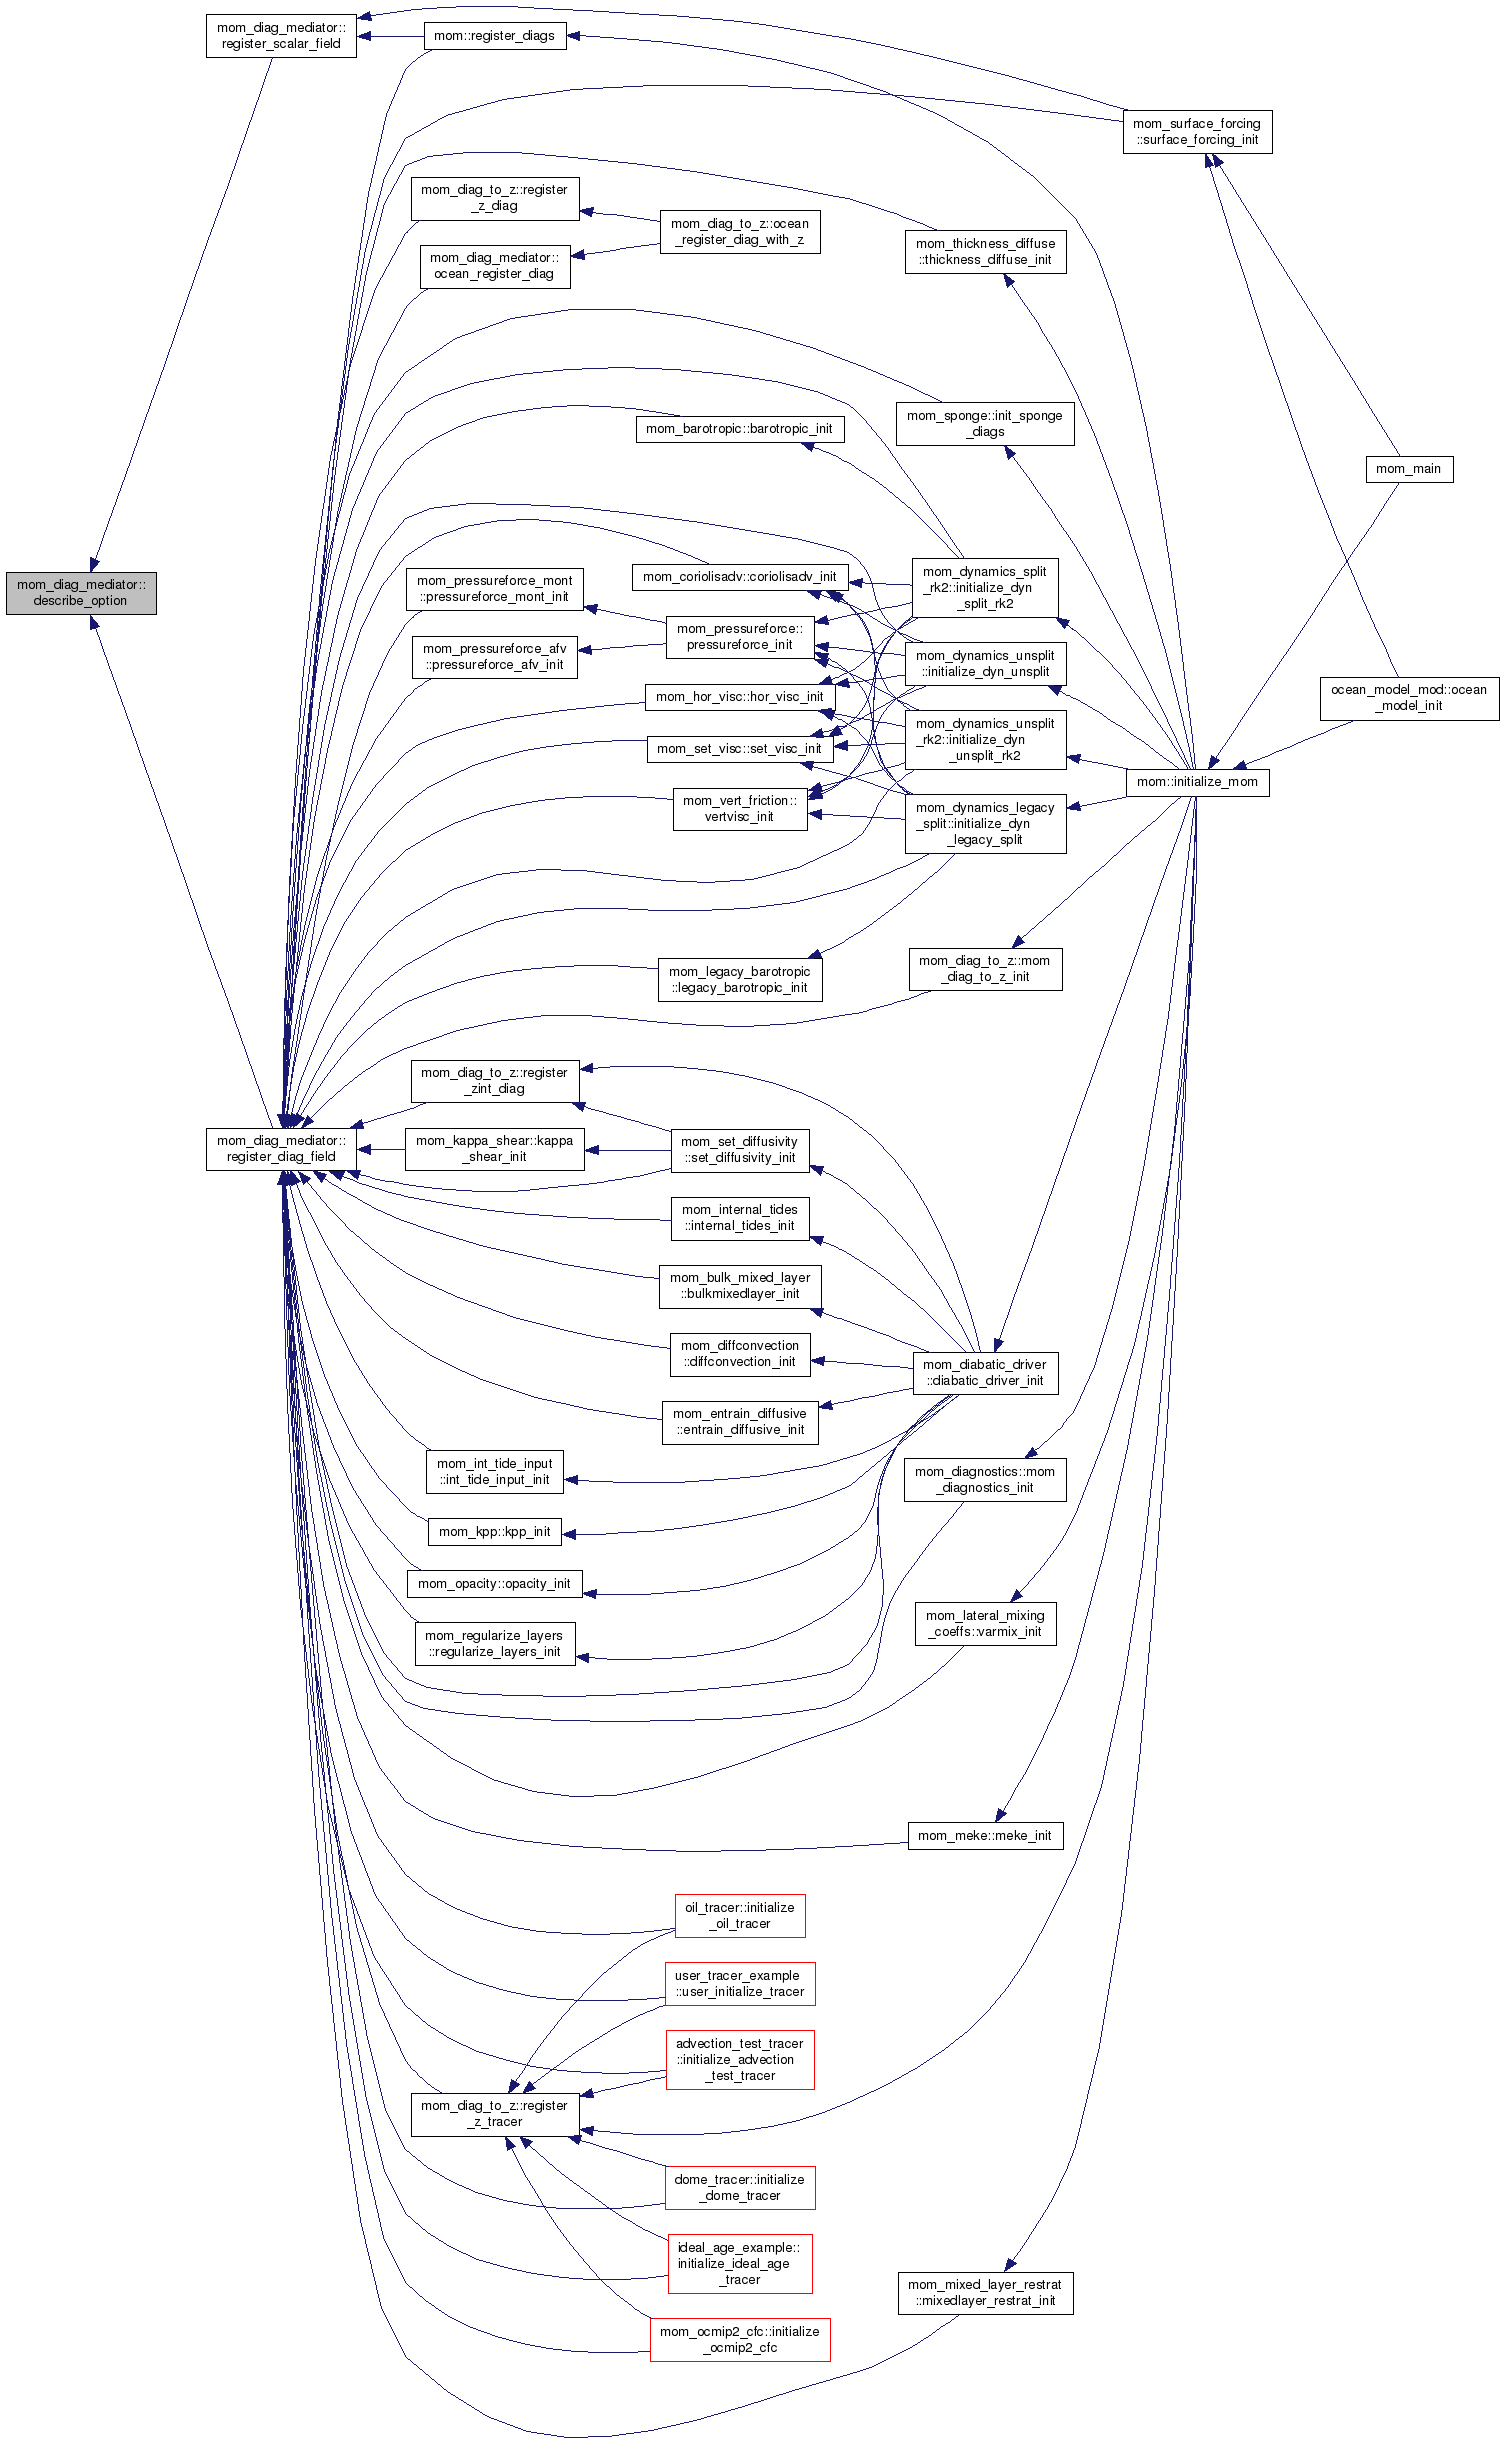 mom_diag_mediator::
register_scalar_field
mom::register_diags
mom_surface_forcing
::surface_forcing_init
mom_diag_to_z::register
_z_diag
mom_diag_to_z::ocean
_register_diag_with_z
mom_thickness_diffuse
::thickness_diffuse_init
mom_diag_mediator::
ocean_register_diag
mom_sponge::init_sponge
_diags
mom_barotropic::barotropic_init
mom_main
mom_diag_mediator::
describe_option
mom_pressureforce_mont
::pressureforce_mont_init
mom_coriolisadv::coriolisadv_init
mom_dynamics_split
_rk2::initialize_dyn
_split_rk2
mom_pressureforce::
pressureforce_init
mom_pressureforce_afv
::pressureforce_afv_init
mom_dynamics_unsplit
::initialize_dyn_unsplit
mom_hor_visc::hor_visc_init
ocean_model_mod::ocean
_model_init
mom_dynamics_unsplit
_rk2::initialize_dyn
_unsplit_rk2
mom_set_visc::set_visc_init
mom::initialize_mom
mom_vert_friction::
vertvisc_init
mom_dynamics_legacy
_split::initialize_dyn
_legacy_split
mom_legacy_barotropic
::legacy_barotropic_init
mom_diag_to_z::mom
_diag_to_z_init
mom_diag_to_z::register
_zint_diag
mom_diag_mediator::
register_diag_field
mom_kappa_shear::kappa
_shear_init
mom_set_diffusivity
::set_diffusivity_init
mom_internal_tides
::internal_tides_init
mom_bulk_mixed_layer
::bulkmixedlayer_init
mom_diffconvection
::diffconvection_init
mom_diabatic_driver
::diabatic_driver_init
mom_entrain_diffusive
::entrain_diffusive_init
mom_int_tide_input
::int_tide_input_init
mom_diagnostics::mom
_diagnostics_init
mom_kpp::kpp_init
mom_opacity::opacity_init
mom_lateral_mixing
_coeffs::varmix_init
mom_regularize_layers
::regularize_layers_init
mom_meke::meke_init
oil_tracer::initialize
_oil_tracer
user_tracer_example
::user_initialize_tracer
advection_test_tracer
::initialize_advection
_test_tracer
mom_diag_to_z::register
_z_tracer
dome_tracer::initialize
_dome_tracer
ideal_age_example::
initialize_ideal_age
_tracer
mom_mixed_layer_restrat
::mixedlayer_restrat_init
mom_ocmip2_cfc::initialize
_ocmip2_cfc